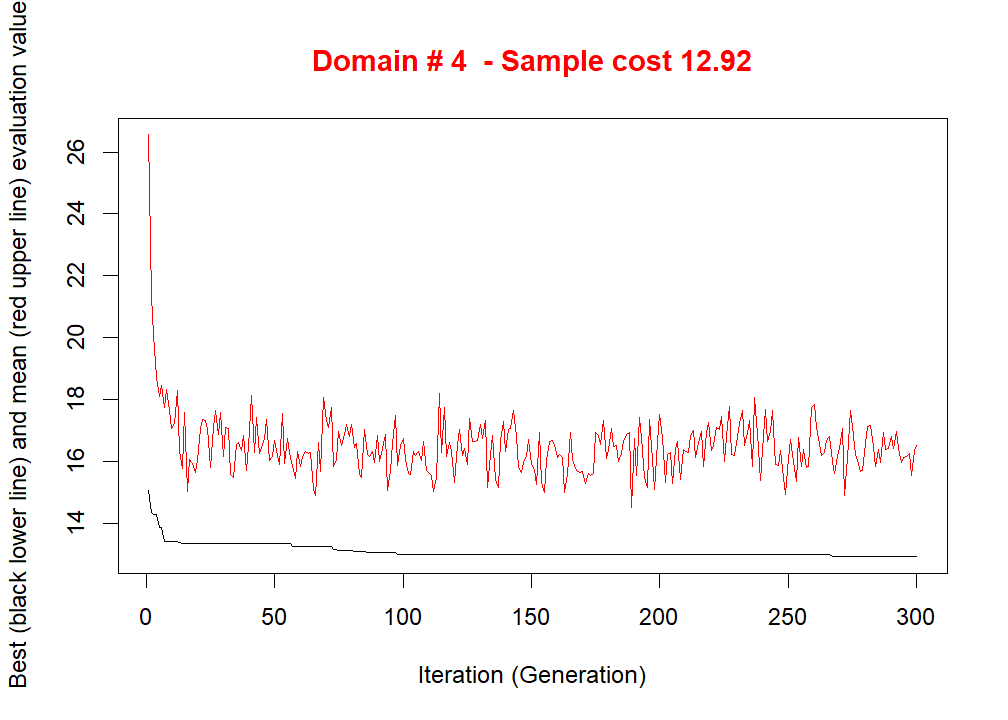 Domain # 4  - Sample cost 12.92
Best (black lower line) and mean (red upper line) evaluation value
26
24
22
20
18
16
14
0 50 100 150 200 250 300
Iteration (Generation)